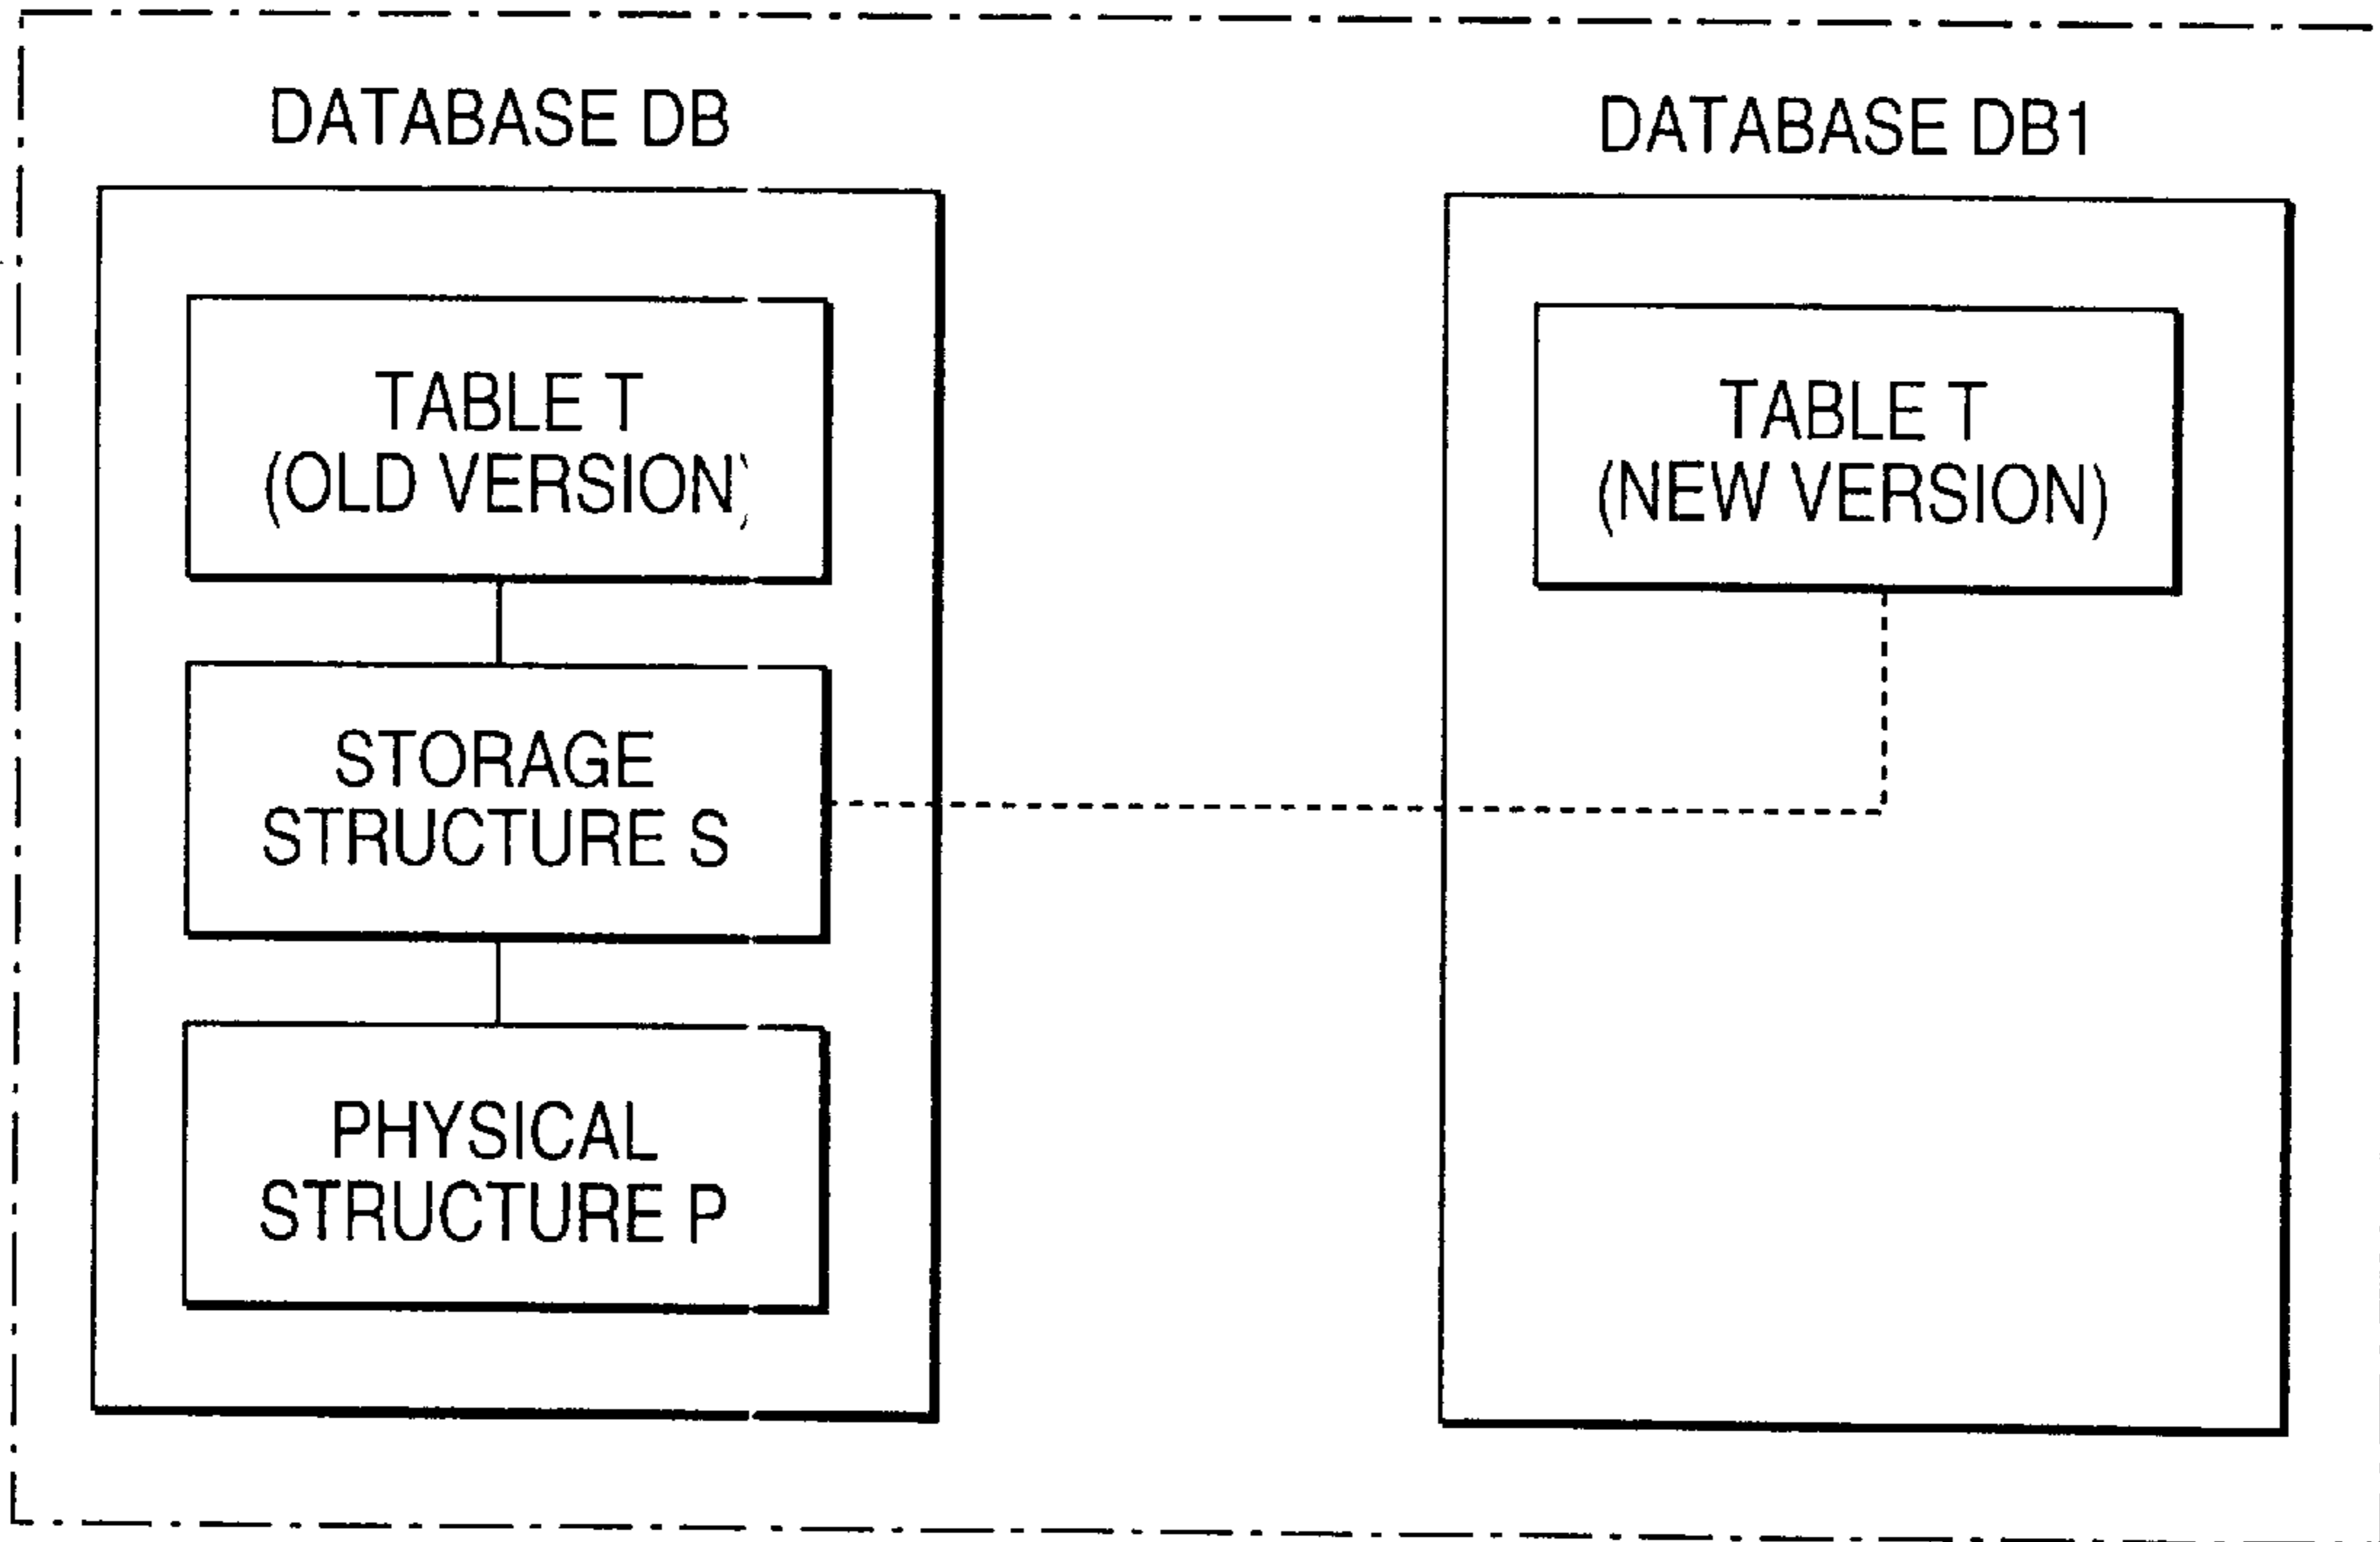 DATABASE DB
TABLE T
(OLD VERSION)
STORAGE
STRUCTURE S
PHYSICAL
STRUCTURE P
DATABASE DB1
TABLE T
(NEW VERSION)